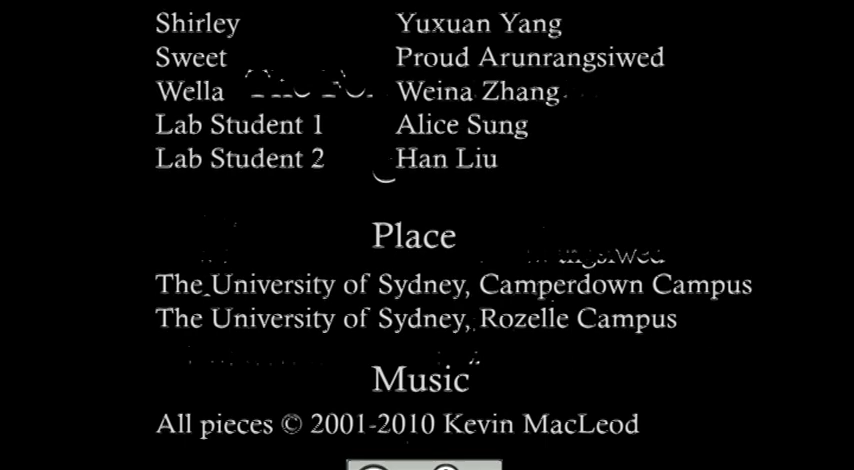 Shirley Yuxuan Yang
Sweet Proud Arunrangsiwed
Wella Weina Zhang
Lab Student 1 Alice Sung
Lab Student 2 Han Liu
Place
The University of Sydney, Camperdown Campus
The University of Sydney, Rozelle Campus
Music
All pieces © 2001-2010 Kevin MacLeod